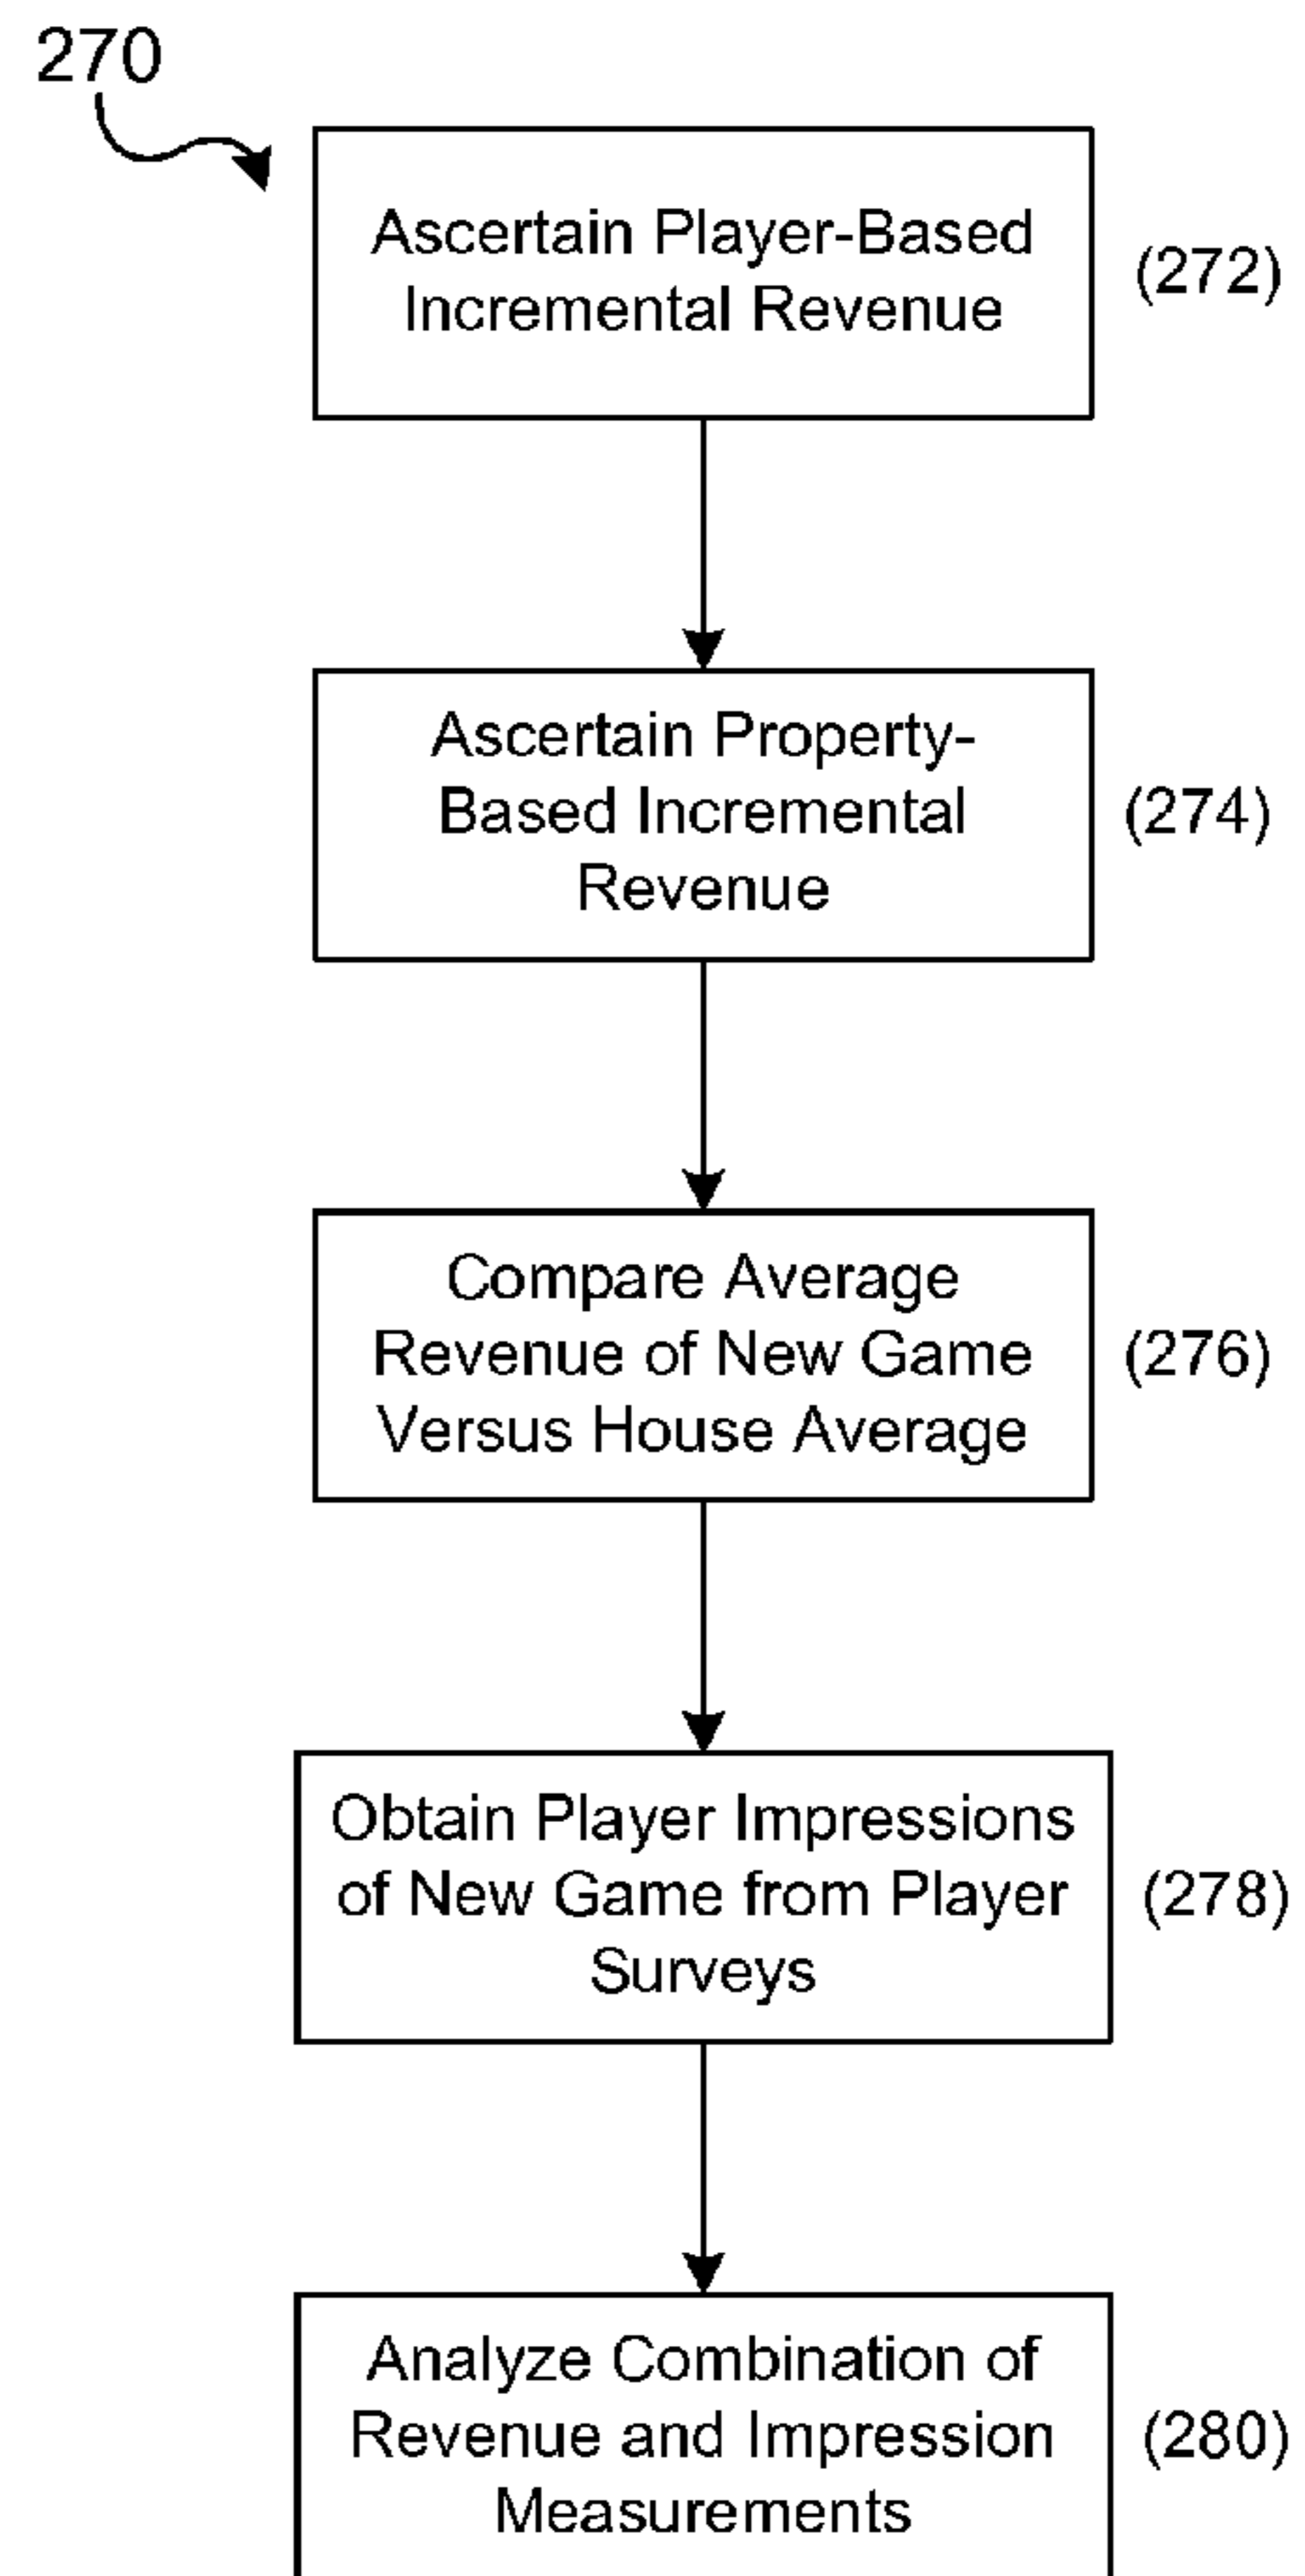 270
Ascertain Player-Based
Incremental Revenue
(272)
Ascertain Property-
Based Incremental
Revenue
(274)
Compare Average
Revenue of New Game
Versus House Average
(276)
Obtain Player Impressions
of New Game from Player
Surveys
(278)
Analyze Combination of
Revenue and Impression
Measurements
(280)